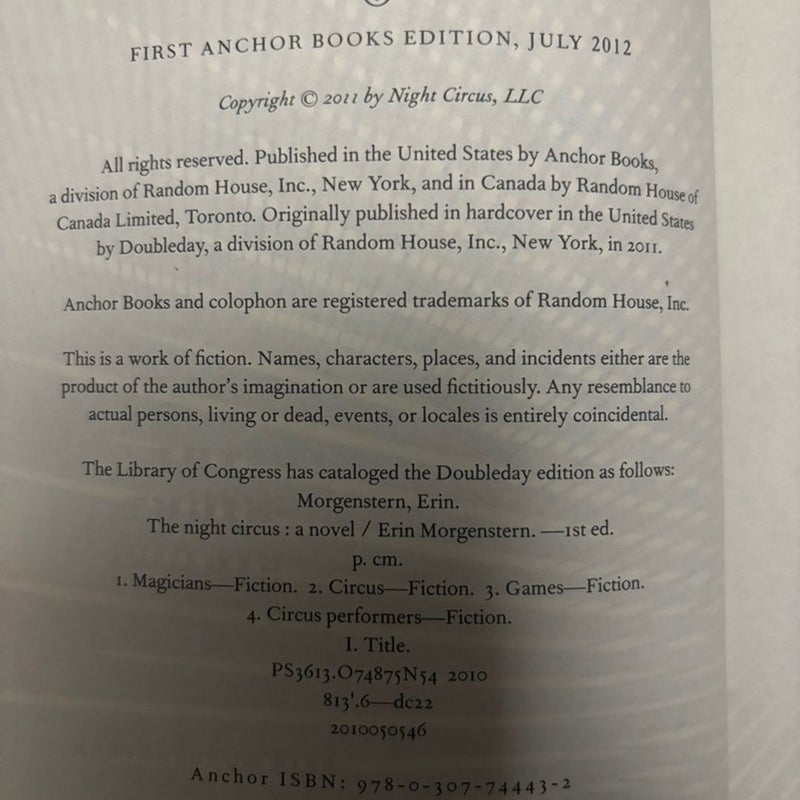 FIRST ANCHOR BOOKS EDITION, JULY 2012
Copyright © 2011 by Night Circus, LLC
All rights reserved. Published in the United States by Anchor Books,
a division of Random House, Inc., New York, and in Canada by Random House of
Canada Limited, Toronto. Originally published in hardcover in the United States
by Doubleday, a division of Random House, Inc., New York, in 2011.
Anchor Books and colophon are registered trademarks of Random House, Inc.
This is a work of fiction. Names, characters, places, and incidents either are the
product of the author's imagination or are used fictitiously. Any resemblance to
actual persons, living or dead, events, or locales is entirely coincidental.
The Library of Congress has cataloged the Doubleday edition as follows:
Morgenstern, Erin.
The night circus : a novel / Erin Morgenstern. —1st ed.
p. cm.
1. Magicians—Fiction. 2. Circus—Fiction. 3. Games—Fiction.
4. Circus performers—Fiction.
I. Title.
PS3613.O74875N54 2010
813'.6—dc22
2010050546
Anchor ISBN: 978-0-307-74443-2